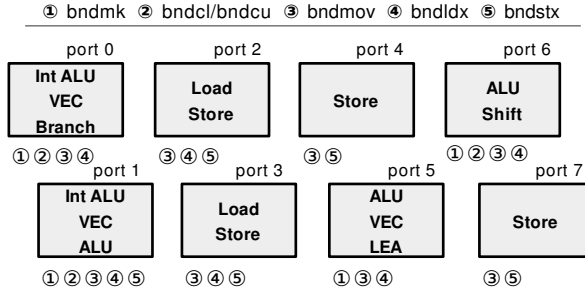 ① bndmk ② bndcl/bndcu ③ bndmov ④ bndldx ⑤ bndstx
port 0
Int ALU
VEC
Branch
①②③④
port 2
Load
Store
③④⑤
port 4
Store
③⑤
port 6
ALU
Shift
①②③④
port 1
Int ALU
VEC
ALU
①②③④⑤
port 3
Load
Store
③④⑤
port 5
ALU
VEC
LEA
①③④
port 7
Store
③⑤